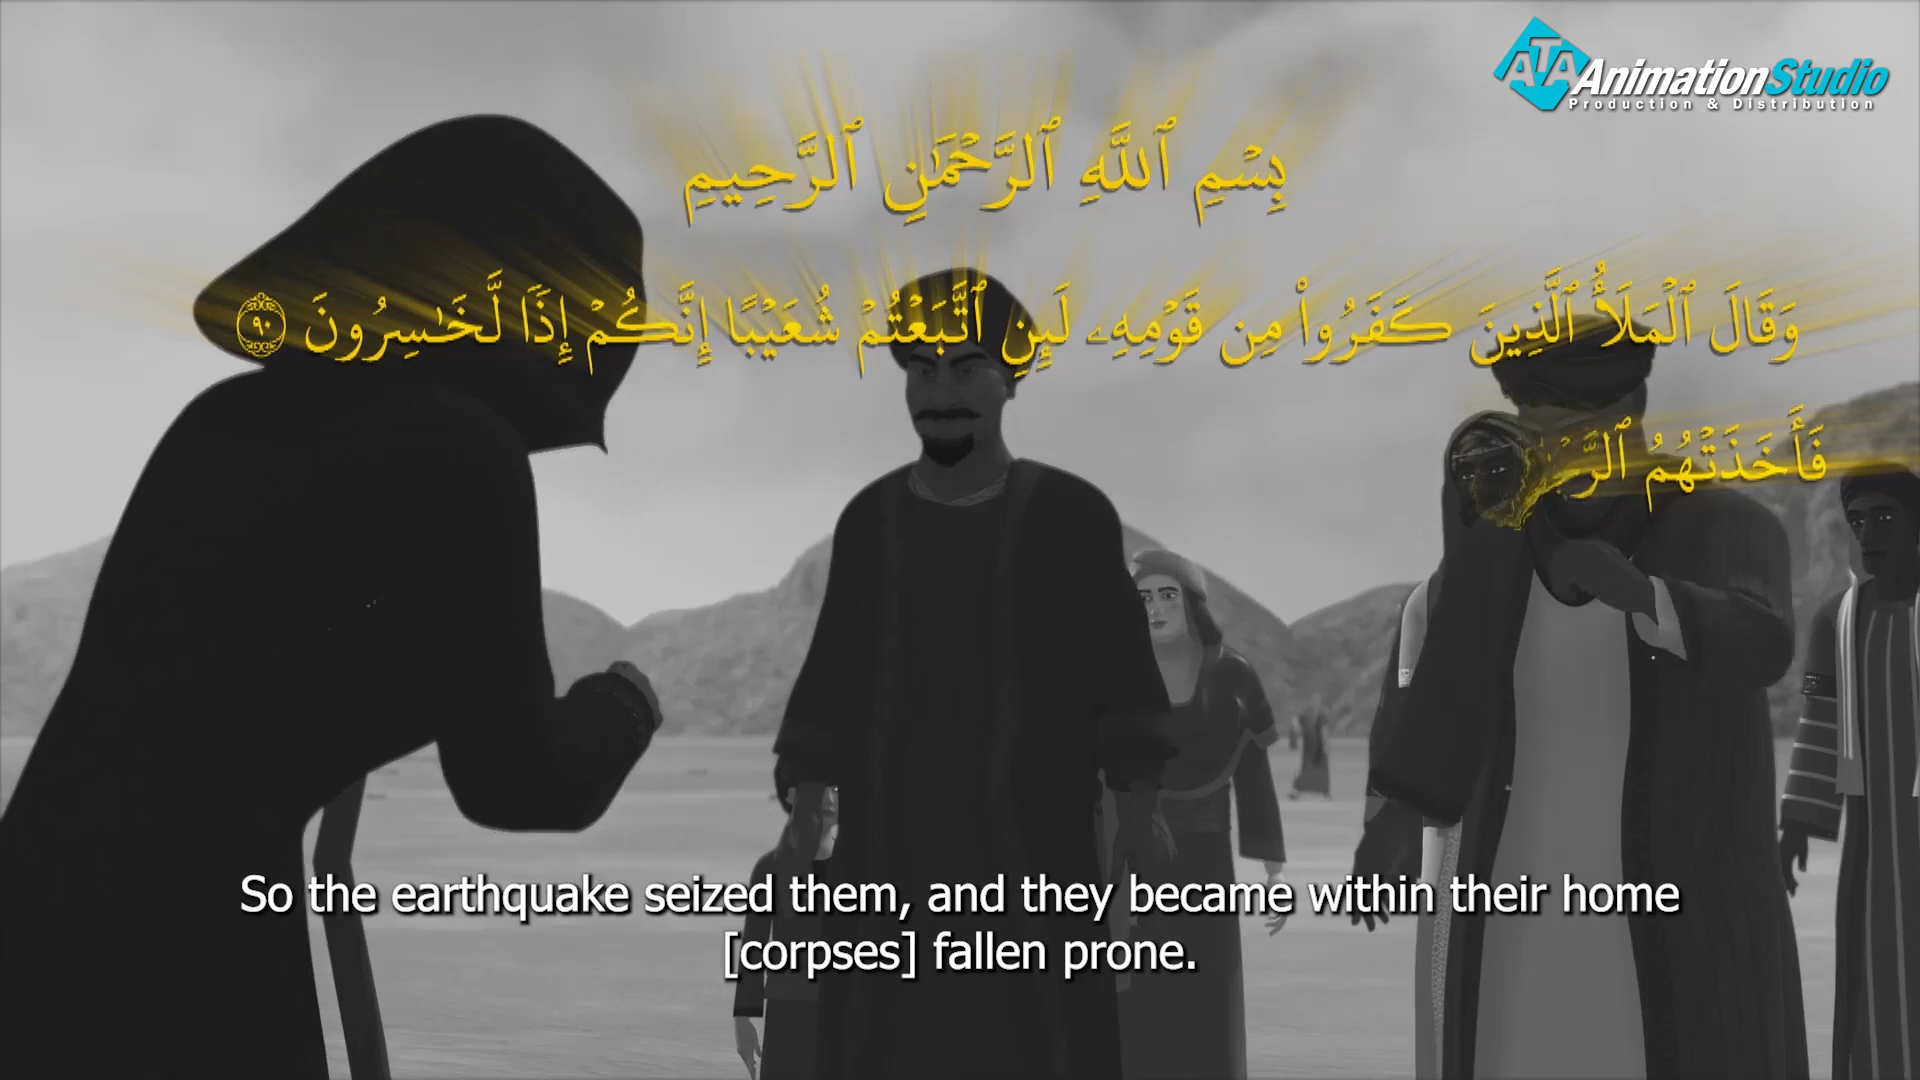 ATA AnimationStudio
Production & Distribution
بِسْمِ ٱللَّهِ ٱلرَّحْمَٰنِ ٱلرَّحِيمِ
وَقَالَ ٱلْمَلَأُ ٱلَّذِينَ كَفَرُوا۟ مِن قَوْمِهِۦ لَئِنِ ٱتَّبَعْتُمْ شُعَيْبًا إِنَّكُمْ إِذًا لَّخَٰسِرُونَ ٩٠
فَأَخَذَتْهُمُ
So the earthquake seized them, and they became within their home
[corpses] fallen prone.